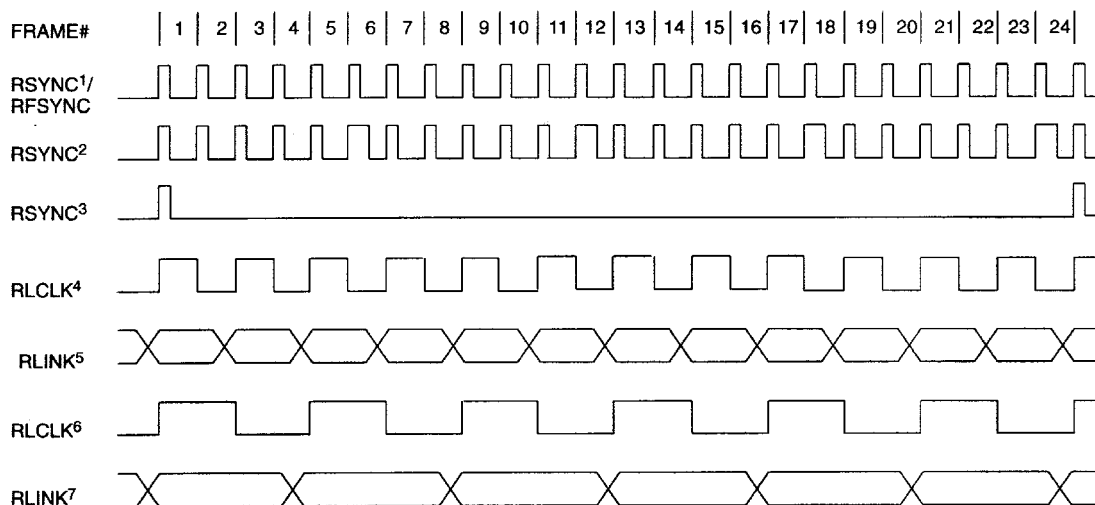 FRAME# 1 2 3 4 5 6 7 8 9 10 11 12 13 14 15 16 17 18 19 20 21 22 23 24
RSYNC¹/
RFSYNC
RSYNC²
RSYNC³
RLCLK⁴
RLINK⁵
RLCLK⁶
RLINK⁷